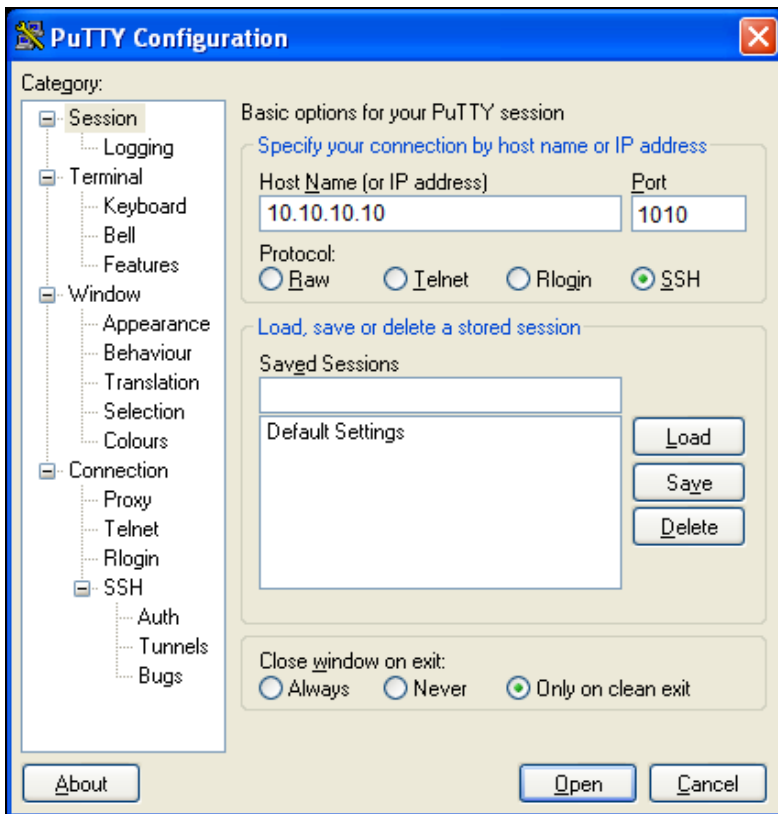 PuTTY Configuration
Category:
Session
Logging
Terminal
Keyboard
Bell
Features
Window
Appearance
Behaviour
Translation
Selection
Colours
Connection
Proxy
Telnet
Rlogin
SSH
Auth
Tunnels
Bugs
Basic options for your PuTTY session
Specify your connection by host name or IP address
Host Name (or IP address) Port
10.10.10.10 1010
Protocol:
Raw Telnet Rlogin SSH
Load, save or delete a stored session
Saved Sessions
Default Settings
Load
Save
Delete
Close window on exit:
Always Never Only on clean exit
About Open Cancel